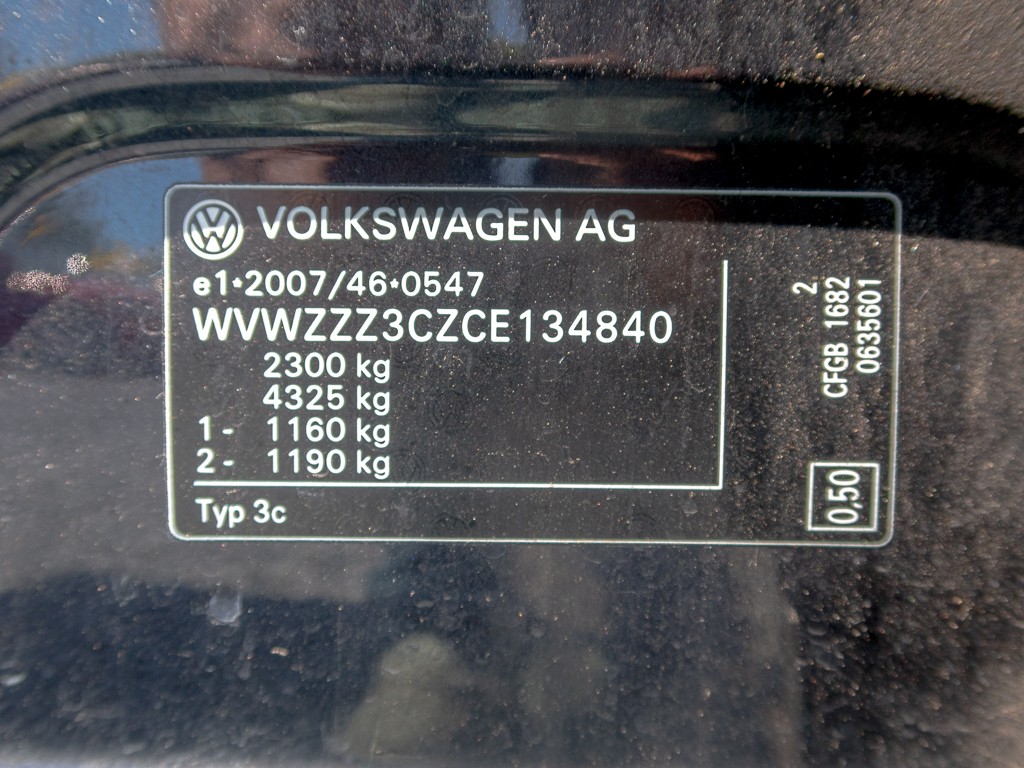 VOLKSWAGEN AG
e1*2007/46*0547
WVWZZZ3CZCE134840
2300 kg
4325 kg
1- 1160 kg
2- 1190 kg
Typ 3c
2
CFGB 1682
0635601
0,50